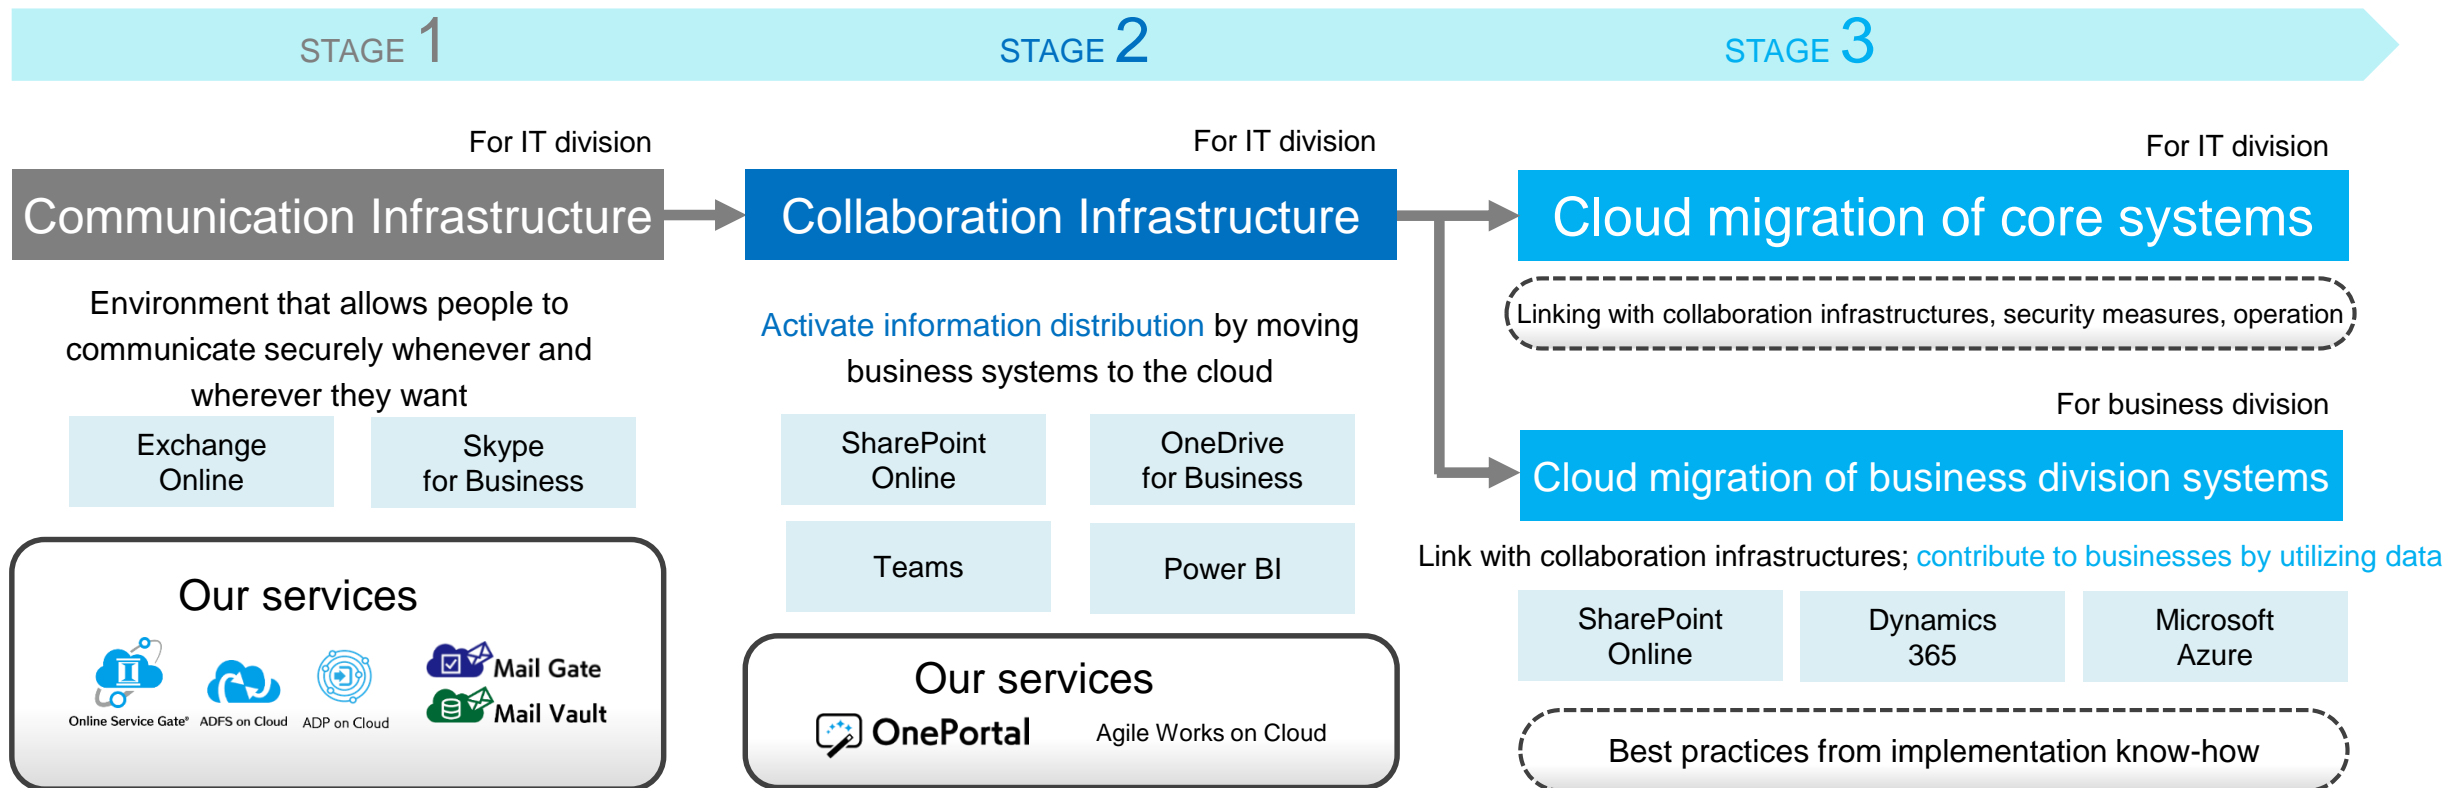 STAGE 1
STAGE 2
STAGE 3
For IT division
Communication Infrastructure
Environment that allows people to
communicate securely whenever and
wherever they want
Exchange
Online
Skype
for Business
Our services
Online Service Gate®
ADFS on Cloud
ADP on Cloud
Mail Gate
Mail Vault
For IT division
Collaboration Infrastructure
Activate information distribution by moving
business systems to the cloud
SharePoint
Online
OneDrive
for Business
Teams
Power BI
Our services
OnePortal
Agile Works on Cloud
For IT division
Cloud migration of core systems
Linking with collaboration infrastructures, security measures, operation
For business division
Cloud migration of business division systems
Link with collaboration infrastructures; contribute to businesses by utilizing data
SharePoint
Online
Dynamics
365
Microsoft
Azure
Best practices from implementation know-how